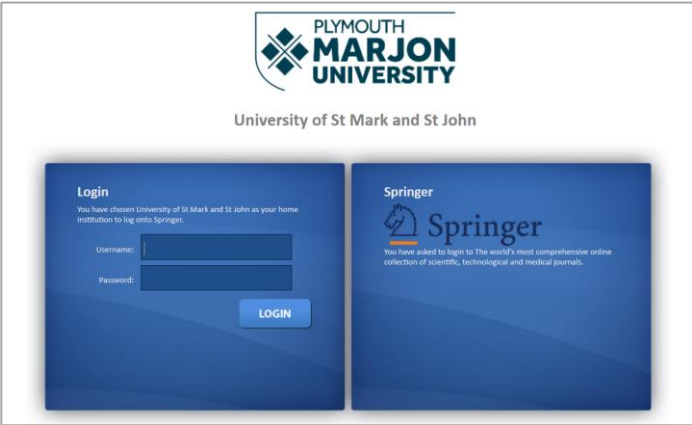 PLYMOUTH
MARJON
UNIVERSITY
University of St Mark and St John
Login
You have chosen University of St Mark and St John as your home
institution to log onto Springer.
Username:
Password:
LOGIN
Springer
Springer
You have asked to login to The world's most comprehensive online
collection of scientific, technological and medical journals.